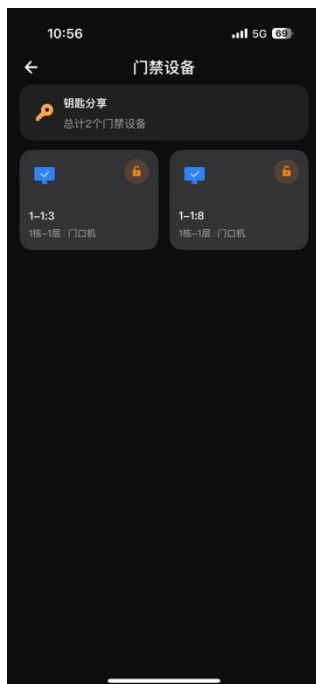 10:56
5G 69
门禁设备
钥匙分享
总计2个门禁设备
1-1:3
1栋-1层 | 门口机
1-1:8
1栋-1层 | 门口机